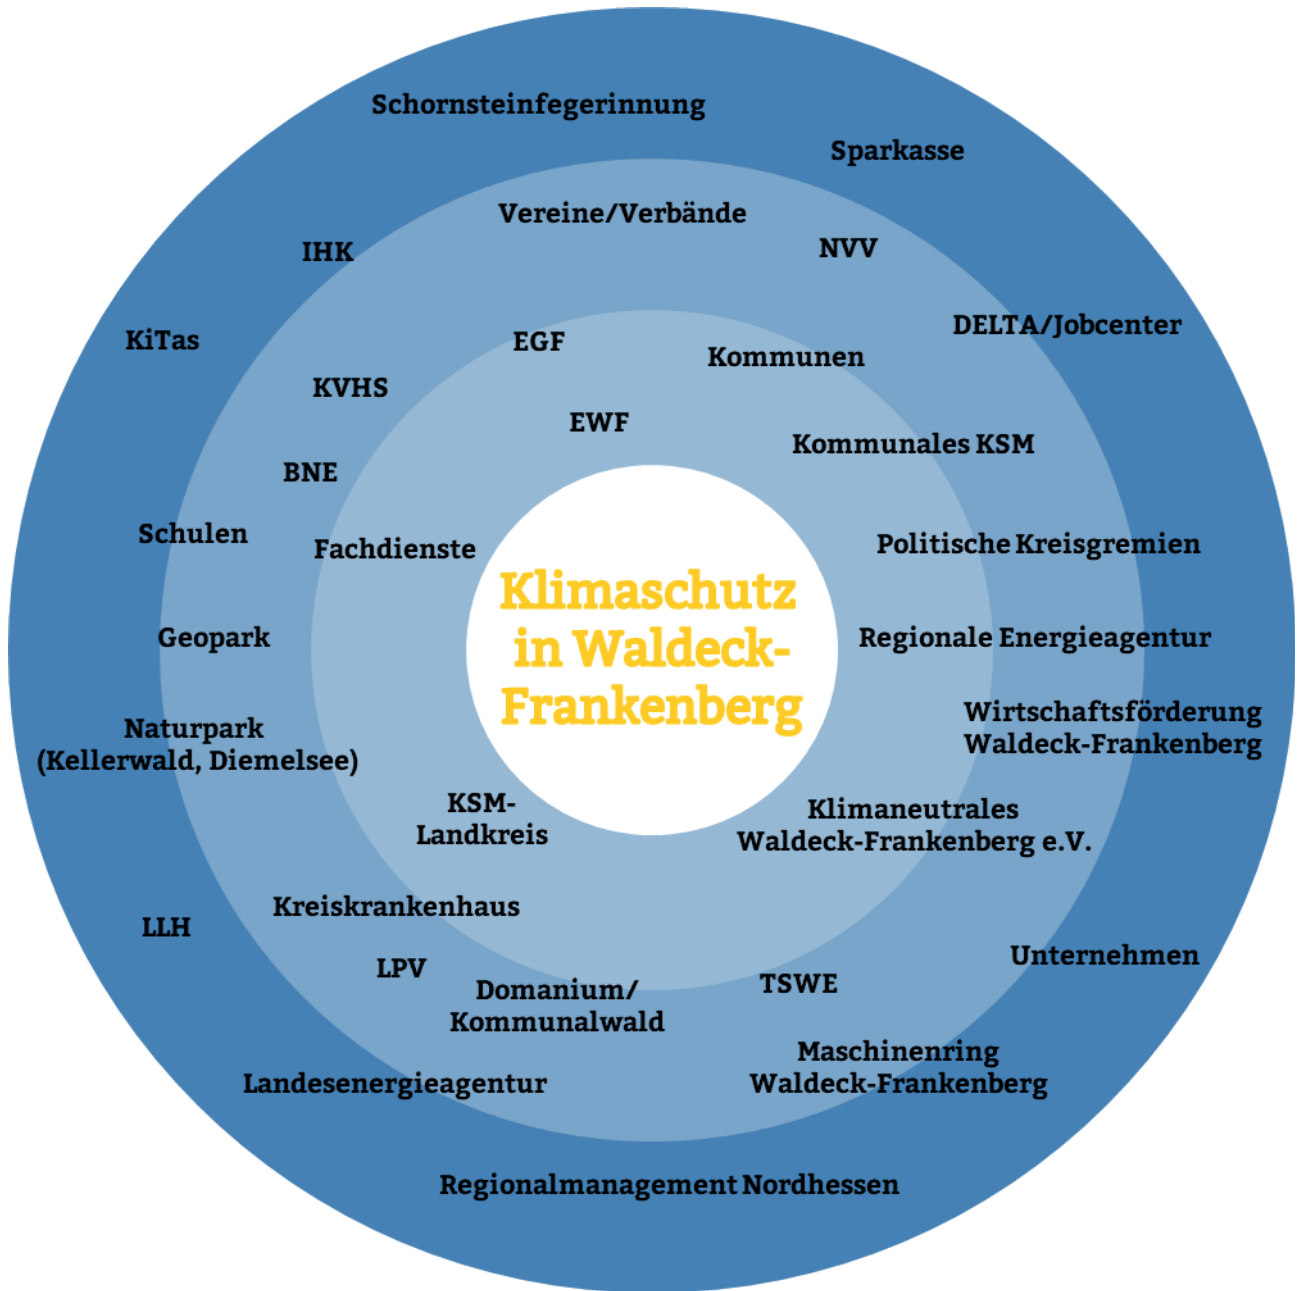 Schornsteinfegerinnung
Sparkasse
Vereine/Verbände
NVV
IHK
DELTA/Jobcenter
KiTas
EGF
Kommunen
KVHS
EWF
Kommunales KSM
BNE
Schulen
Fachdienste
Politische Kreisgremien
Klimaschutz
in Waldeck-
Frankenberg
Geopark
Regionale Energieagentur
Naturpark
(Kellerwald, Diemelsee)
Wirtschaftsförderung
Waldeck-Frankenberg
KSM-
Landkreis
Klimaneutrales
Waldeck-Frankenberg e.V.
Kreiskrankenhaus
LLH
LPV
Unternehmen
Domanium/
Kommunalwald
TSWE
Maschinenring
Waldeck-Frankenberg
Landesenergieagentur
Regionalmanagement Nordhessen